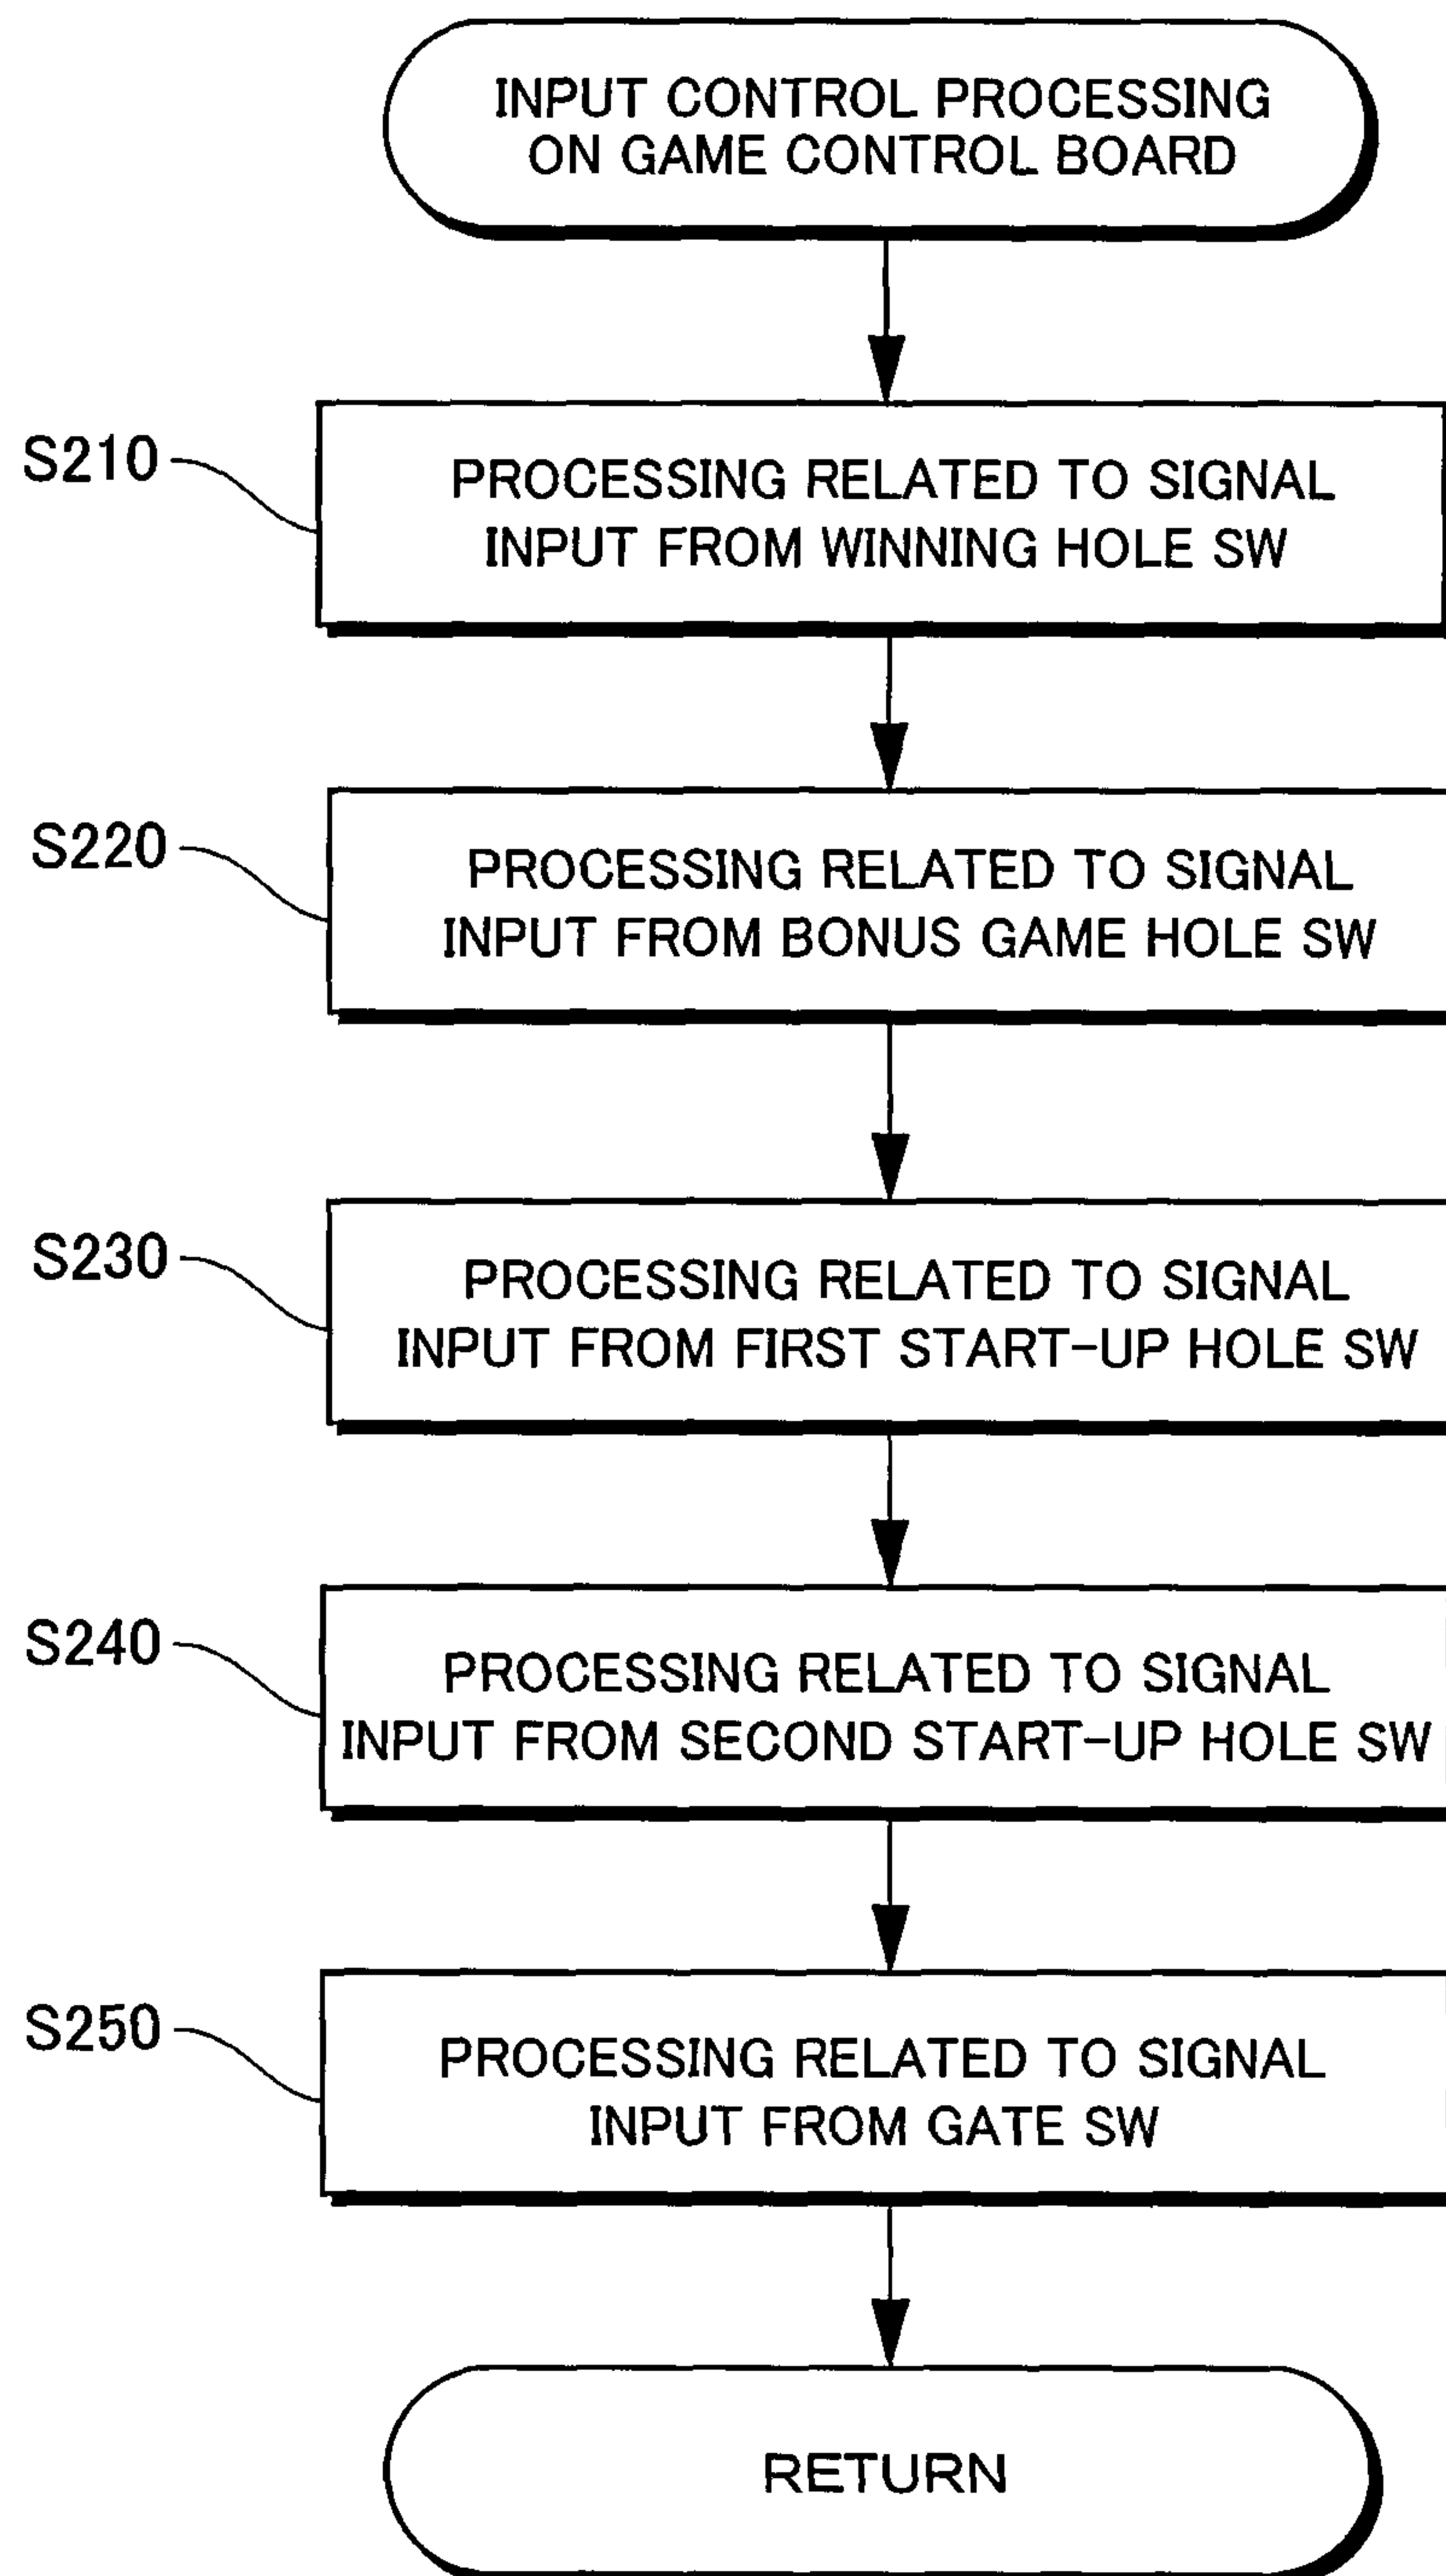 INPUT CONTROL PROCESSING
ON GAME CONTROL BOARD
S210
PROCESSING RELATED TO SIGNAL
INPUT FROM WINNING HOLE SW
S220
PROCESSING RELATED TO SIGNAL
INPUT FROM BONUS GAME HOLE SW
S230
PROCESSING RELATED TO SIGNAL
INPUT FROM FIRST START-UP HOLE SW
S240
PROCESSING RELATED TO SIGNAL
INPUT FROM SECOND START-UP HOLE SW
S250
PROCESSING RELATED TO SIGNAL
INPUT FROM GATE SW
RETURN